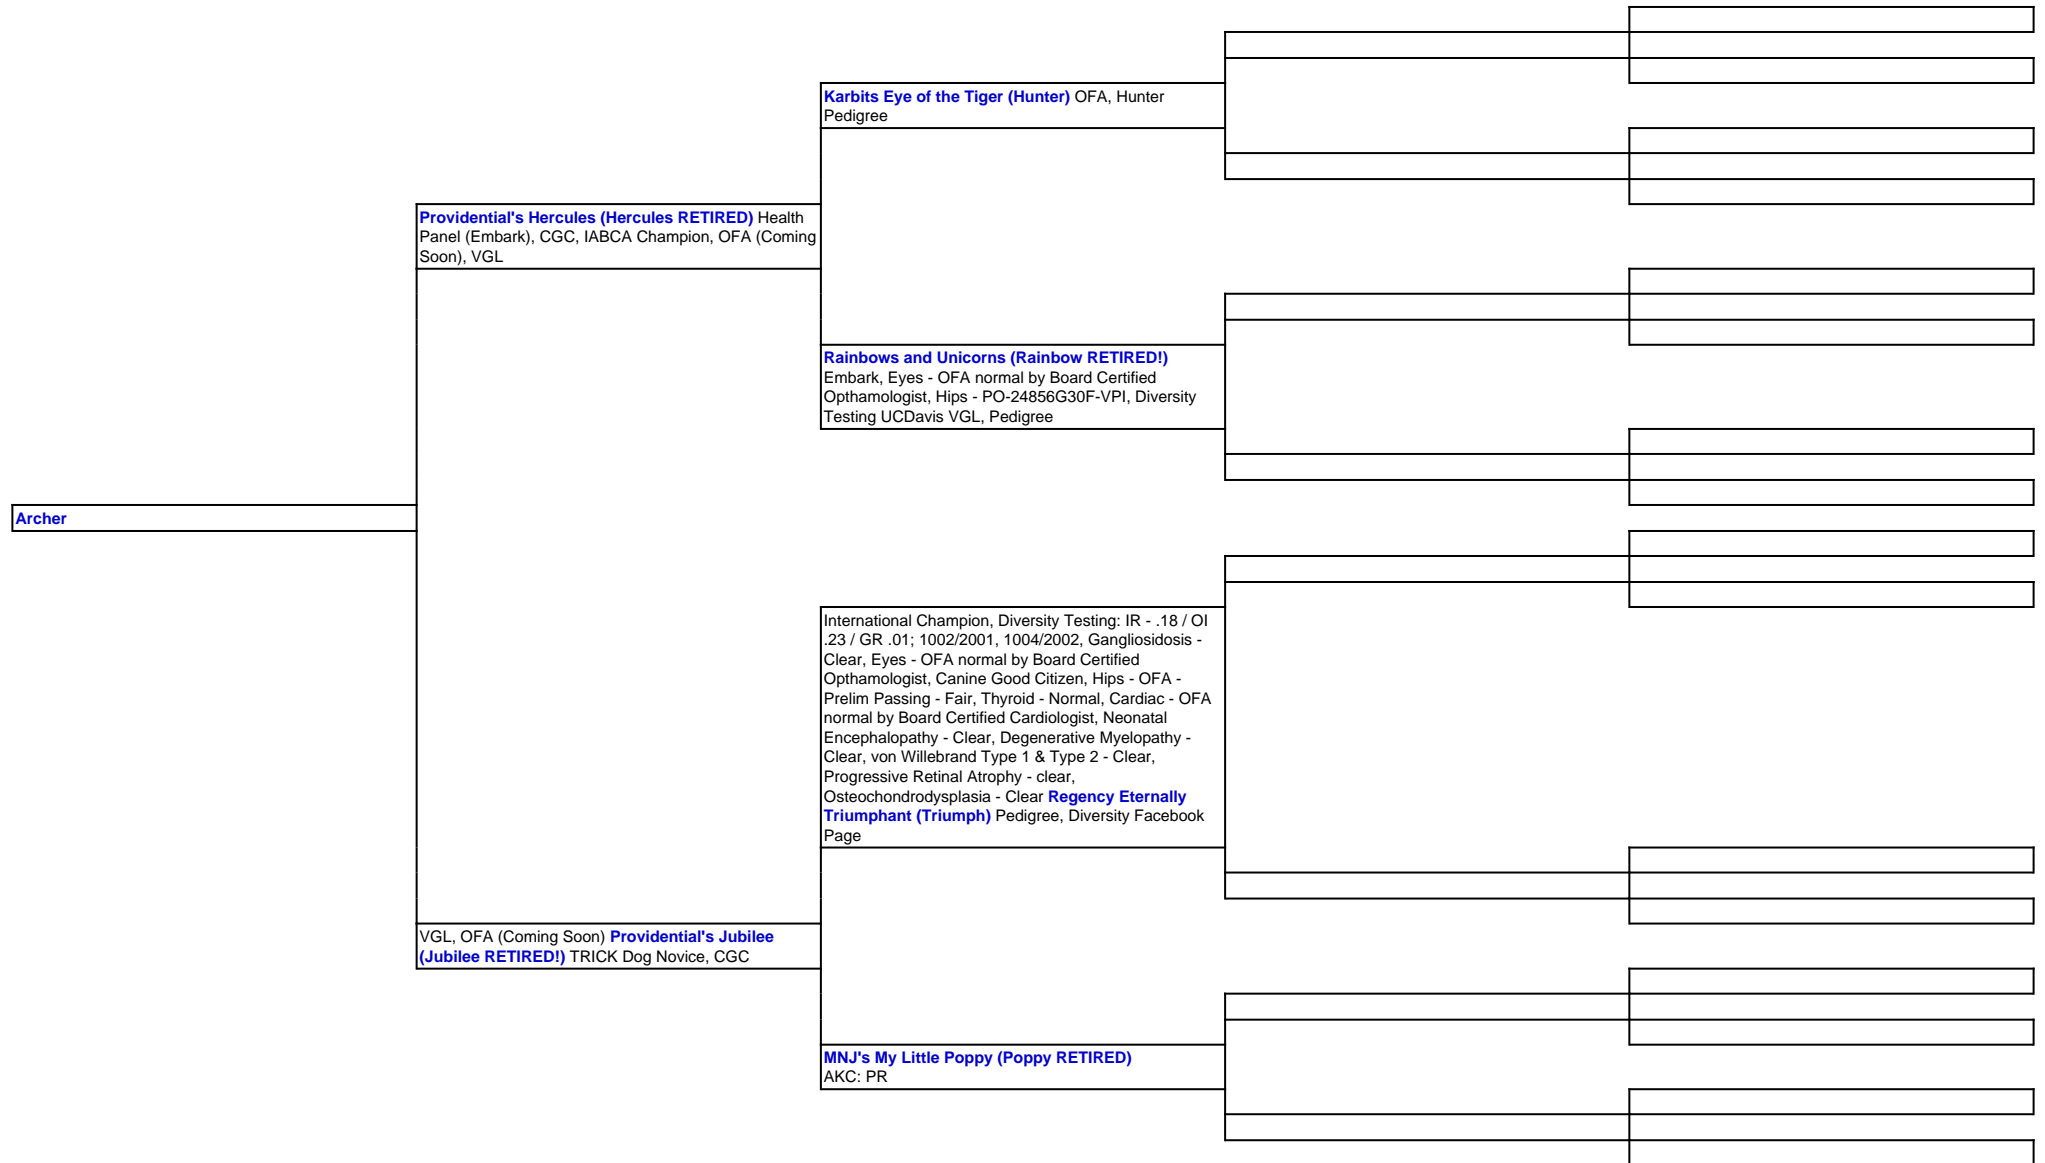 Karbits Eye of the Tiger (Hunter) OFA, Hunter
Pedigree
Providential's Hercules (Hercules RETIRED) Health
Panel (Embark), CGC, IABCA Champion, OFA (Coming
Soon), VGL
Rainbows and Unicorns (Rainbow RETIRED!)
Embark, Eyes - OFA normal by Board Certified
Opthamologist, Hips - PO-24856G30F-VPI, Diversity
Testing UCDavis VGL, Pedigree
Archer
International Champion, Diversity Testing: IR - .18 / OI
.23 / GR .01; 1002/2001, 1004/2002, Gangliosidosis -
Clear, Eyes - OFA normal by Board Certified
Opthamologist, Canine Good Citizen, Hips - OFA -
Prelim Passing - Fair, Thyroid - Normal, Cardiac - OFA
normal by Board Certified Cardiologist, Neonatal
Encephalopathy - Clear, Degenerative Myelopathy -
Clear, von Willebrand Type 1 & Type 2 - Clear,
Progressive Retinal Atrophy - clear,
Osteochondrodysplasia - Clear Regency Eternally
Triumphant (Triumph) Pedigree, Diversity Facebook
Page
VGL, OFA (Coming Soon) Providential's Jubilee
(Jubilee RETIRED!) TRICK Dog Novice, CGC
MNJ's My Little Poppy (Poppy RETIRED)
AKC: PR